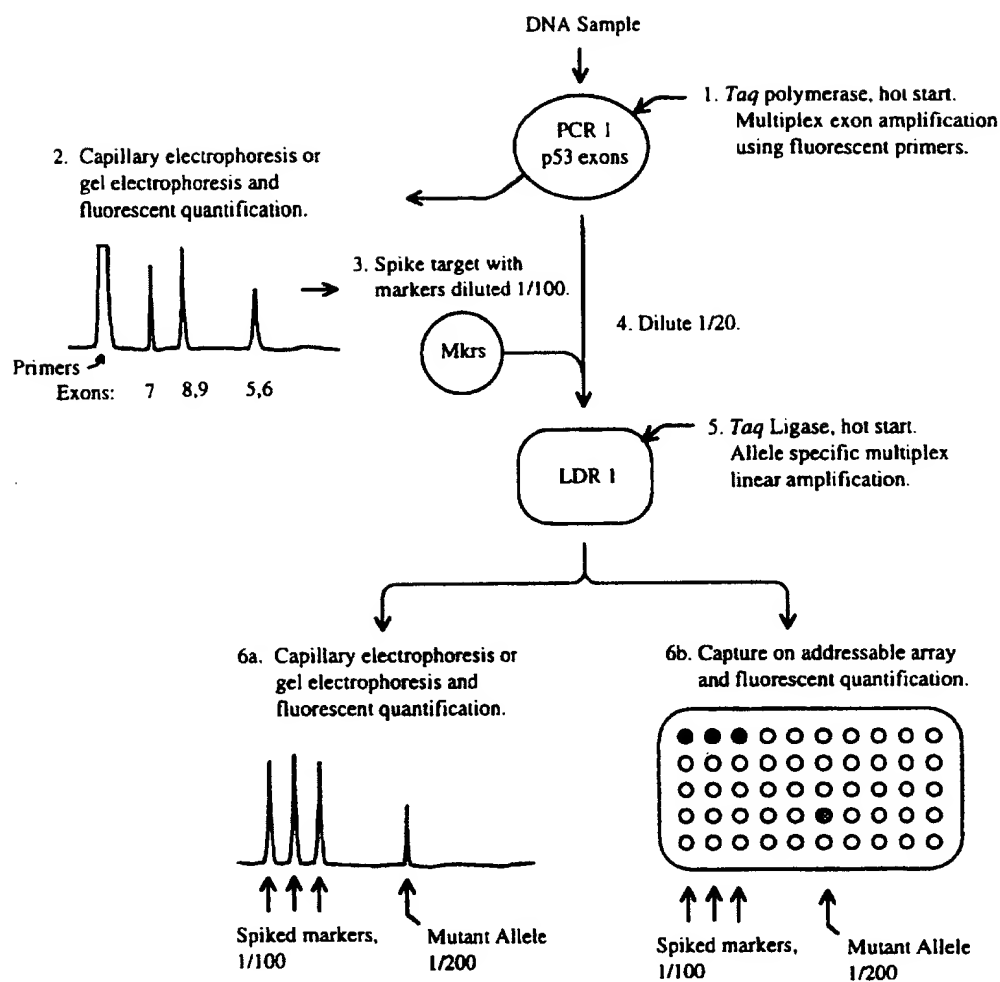 DNA Sample
PCR 1
p53 exons
1. Taq polymerase, hot start.
Multiplex exon amplification
using fluorescent primers.
2. Capillary electrophoresis or
gel electrophoresis and
fluorescent quantification.
Primers
Exons: 7 8,9 5,6
3. Spike target with
markers diluted 1/100.
Mkrs
4. Dilute 1/20.
LDR 1
5. Taq Ligase, hot start.
Allele specific multiplex
linear amplification.
6a. Capillary electrophoresis or
gel electrophoresis and
fluorescent quantification.
Spiked markers,
1/100
Mutant Allele
1/200
6b. Capture on addressable array
and fluorescent quantification.
Spiked markers,
1/100
Mutant Allele
1/200